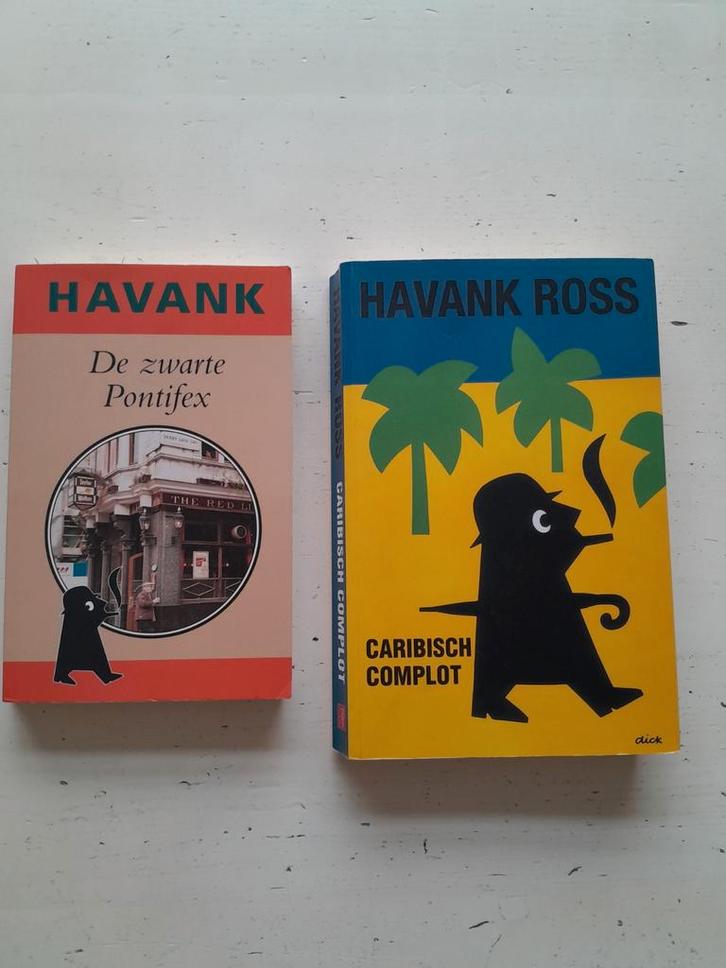 HAVANK
De zwarte
Pontifex
THE RED LI
HAVANK ROSS
CARIBISCH COMPLOT
HAVANK ROSS
CARIBISCH
COMPLOT
dick